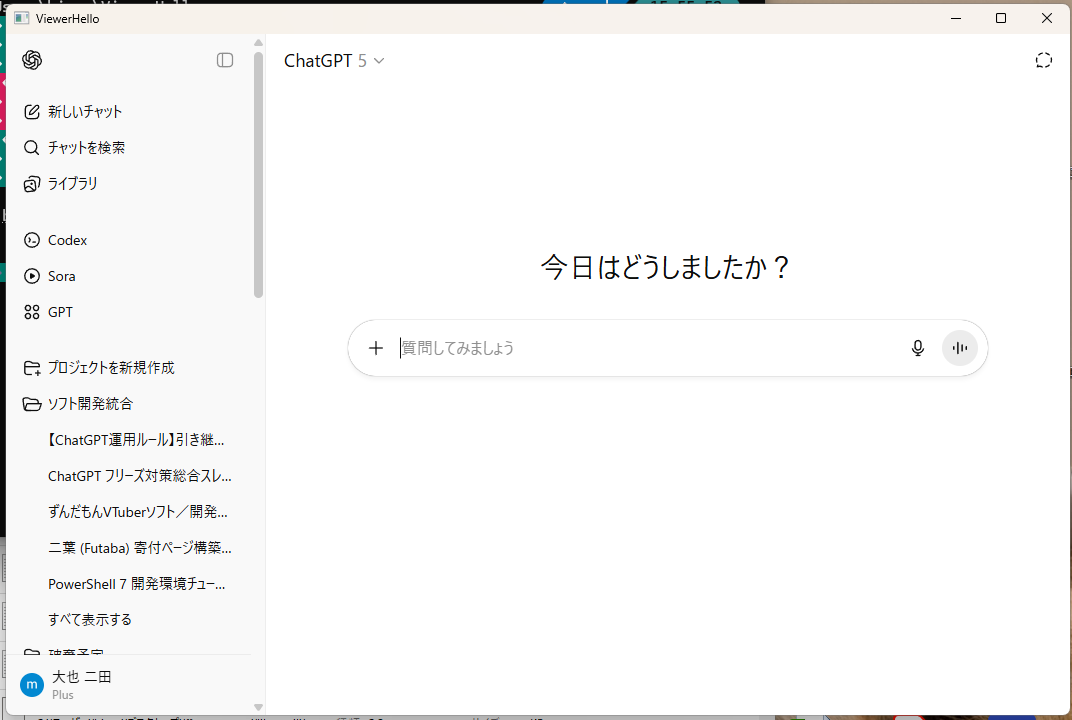 ViewerHello
ChatGPT 5
新しいチャット
チャットを検索
ライブラリ
Codex
Sora
GPT
プロジェクトを新規作成
ソフト開発統合
【ChatGPT運用ルール】引き継...
ChatGPT フリーズ対策総合スレ...
ずんだもんVTuberソフト／開発...
二葉 (Futaba) 寄付ページ構築...
PowerShell 7 開発環境チュー...
すべて表示する
破棄予定
m
大也 二田
Plus
今日はどうしましたか？
質問してみましょう